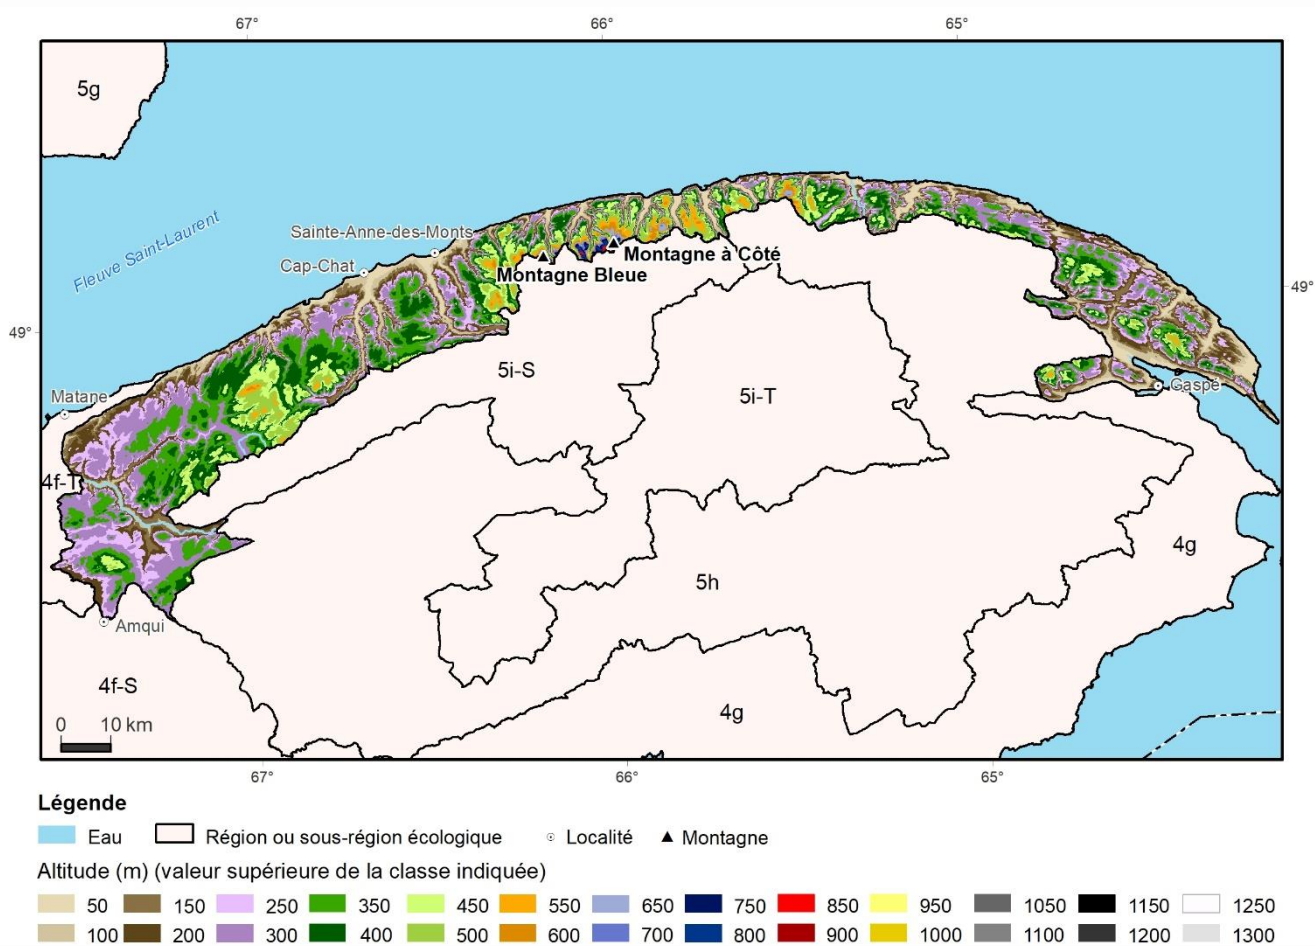 67° 66° 65°
5g
Fleuve Saint-Laurent
Sainte-Anne-des-Monts
Cap-Chat
Montagne à Côté
Montagne Bleue
49°
49°
5i-S
5i-T
Matane
Gaspé
4f-T
4g
5h
Amqui
4f-S
4g
0 10 km
67° 66° 65°
Légende
Eau Région ou sous-région écologique Localité Montagne
Altitude (m) (valeur supérieure de la classe indiquée)
50 150 250 350 450 550 650 750 850 950 1050 1150 1250
100 200 300 400 500 600 700 800 900 1000 1100 1200 1300